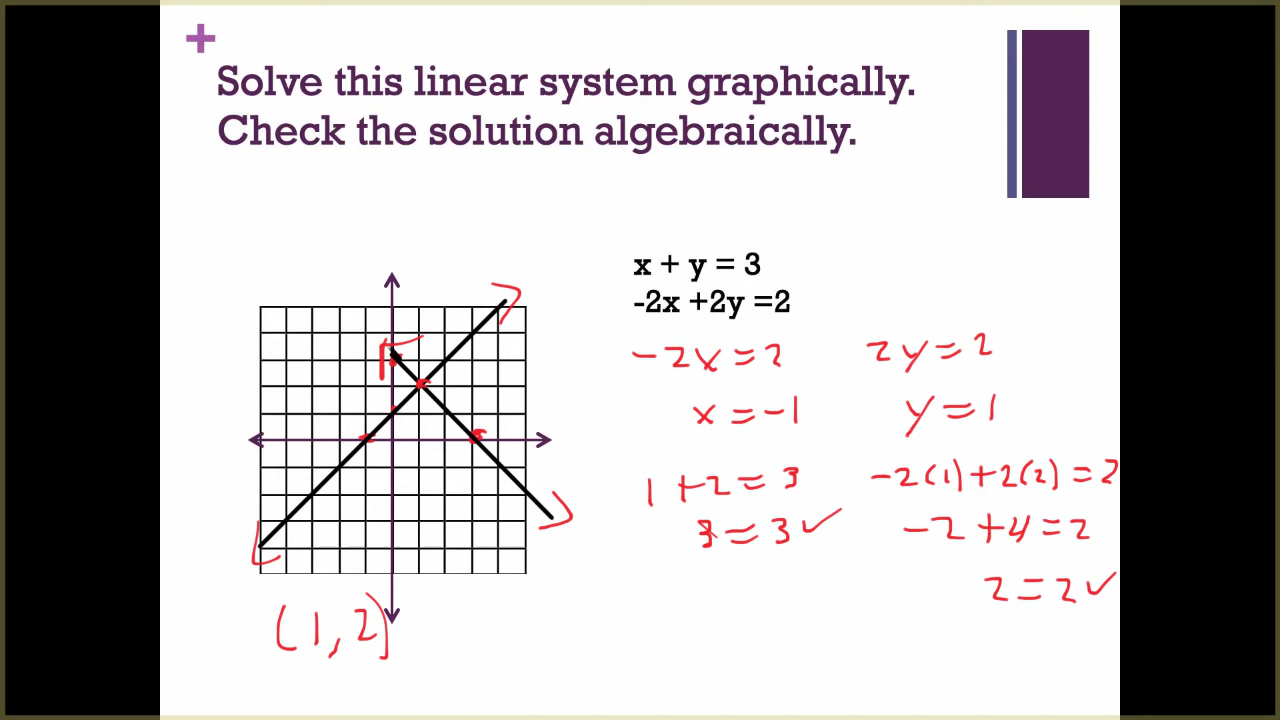 +
Solve this linear system graphically.
Check the solution algebraically.
x + y = 3
-2x +2y =2
-2x = 2
x = -1
2y = 2
y = 1
1 + 2 = 3
3 = 3 ✓
-2(1) + 2(2) = 2
-2 + 4 = 2
2 = 2 ✓
(1, 2)